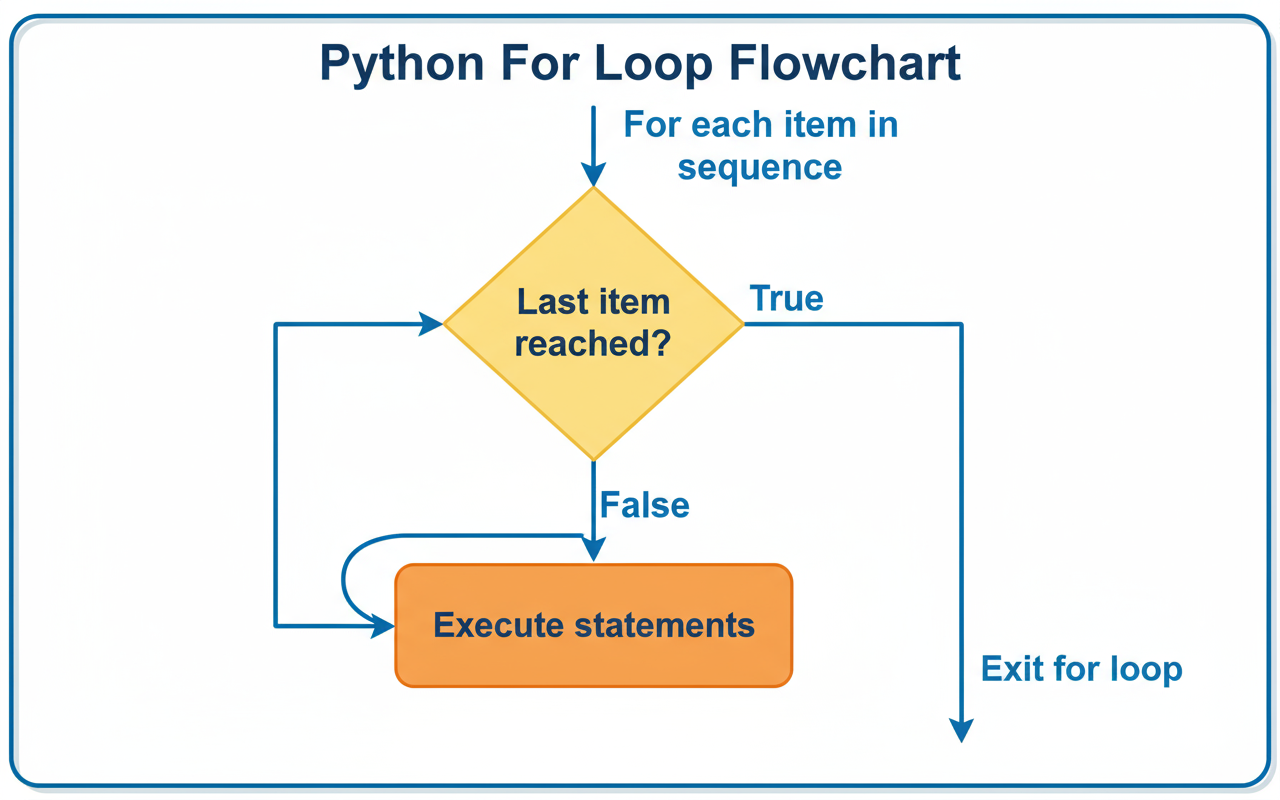 Python For Loop Flowchart
For each item in
sequence
Last item
reached?
True
False
Execute statements
Exit for loop